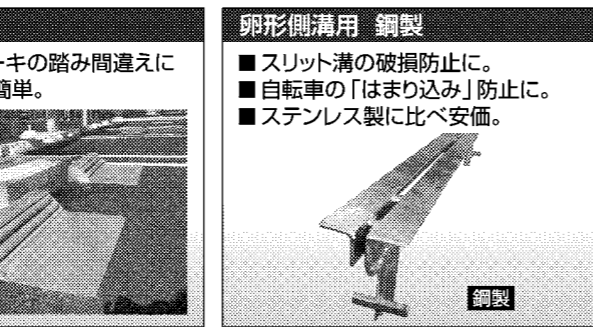 ーキの踏み間違えに
簡単。
卵形側溝用 鋼製
■スリット溝の破損防止に。
■自転車の「はまり込み」防止に。
■ステンレス製に比べ安価。
鋼製